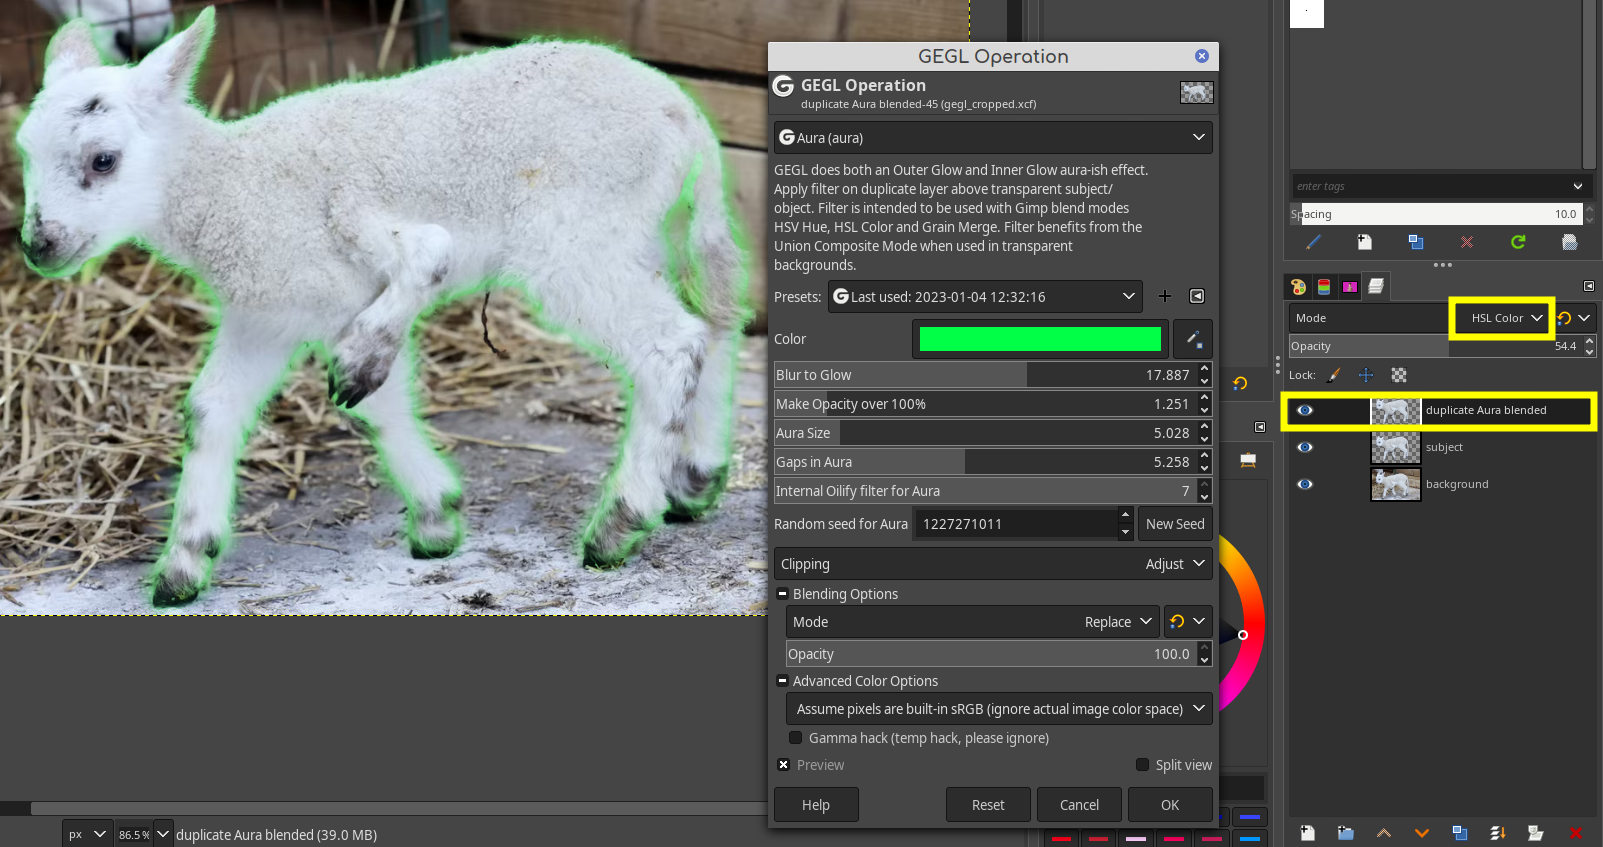 GEGL Operation
GEGL Operation
duplicate Aura blended-45 (gegl_cropped.xcf)
Aura (aura)
GEGL does both an Outer Glow and Inner Glow aura-ish effect.
Apply filter on duplicate layer above transparent subject/
object. Filter is intended to be used with Gimp blend modes
HSV Hue, HSL Color and Grain Merge. Filter benefits from the
Union Composite Mode when used in transparent
backgrounds.
Presets: Last used: 2023-01-04 12:32:16
Color
Blur to Glow 17.887
Make Opacity over 100% 1.251
Aura Size 5.028
Gaps in Aura 5.258
Internal Oilify filter for Aura 7
Random seed for Aura 1227271011 New Seed
Clipping Adjust
Blending Options
Mode Replace
Opacity 100.0
Advanced Color Options
Assume pixels are built-in sRGB (ignore actual image color space)
Gamma hack (temp hack, please ignore)
Preview Split view
Help Reset Cancel OK
enter tags
Spacing 10.0
Mode HSL Color
Opacity 54.4
Lock:
duplicate Aura blended
subject
background
px 86.5% duplicate Aura blended (39.0 MB)